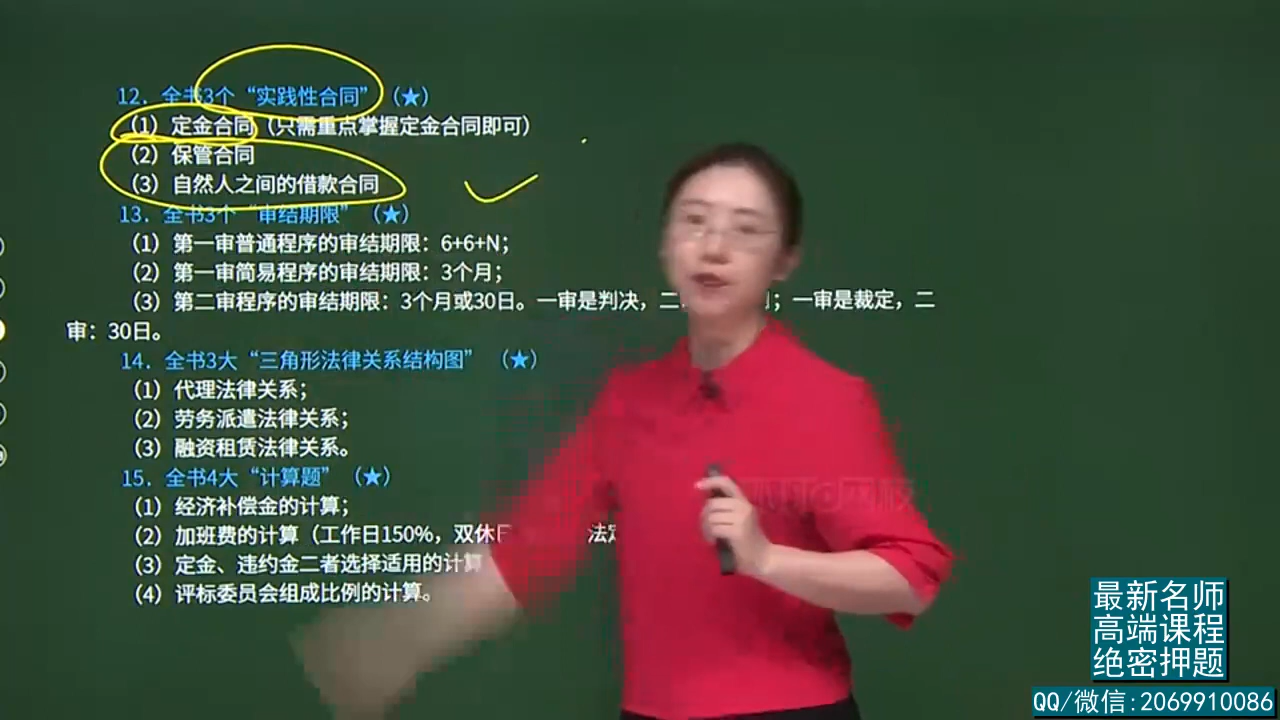 12．全书3个“实践性合同”（★）
（1）定金合同（只需重点掌握定金合同即可）
（2）保管合同
（3）自然人之间的借款合同
13．全书3个“审结期限”（★）
（1）第一审普通程序的审结期限：6+6+N；
（2）第一审简易程序的审结期限：3个月；
（3）第二审程序的审结期限：3个月或30日。一审是判决，二 ；一审是裁定，二
审：30日。
14．全书3大“三角形法律关系结构图”（★）
（1）代理法律关系；
（2）劳务派遣法律关系；
（3）融资租赁法律关系。
15．全书4大“计算题”（★）
（1）经济补偿金的计算；
（2）加班费的计算（工作日150%，双休日 法定
（3）定金、违约金二者选择适用的计算
（4）评标委员会组成比例的计算。
最新名师
高端课程
绝密押题
QQ/微信:2069910086